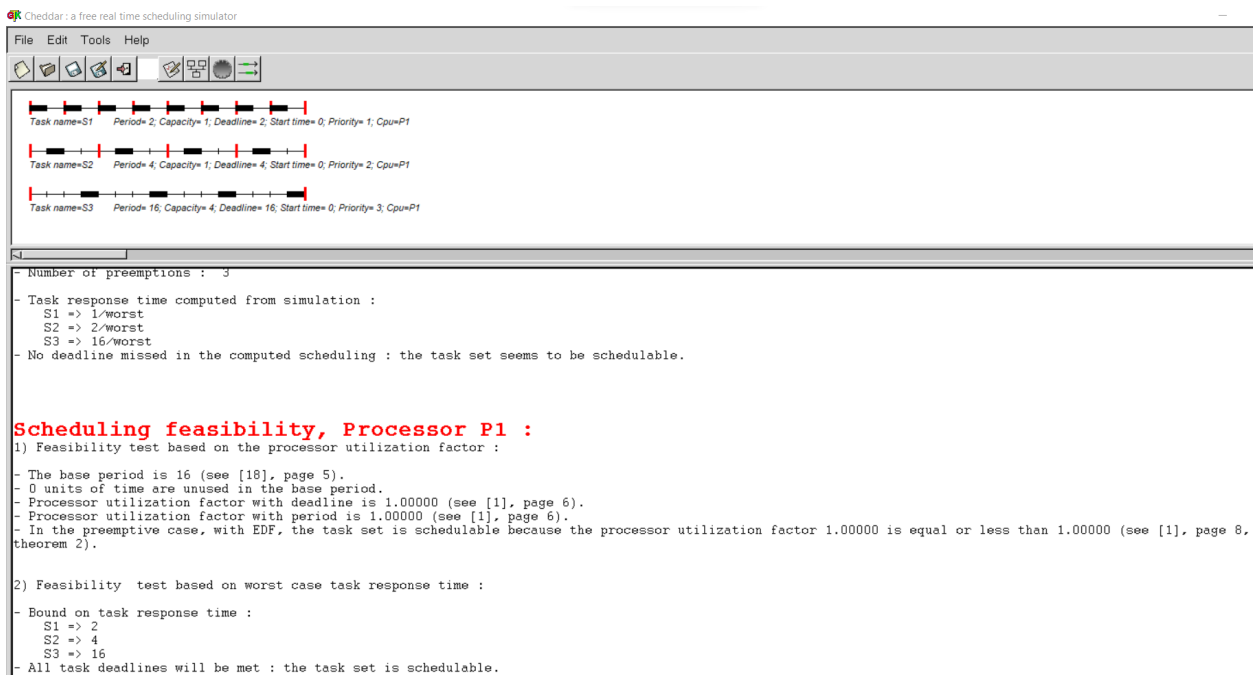 Cheddar : a free real time scheduling simulator
File Edit Tools Help
Task name=S1 Period= 2; Capacity= 1; Deadline= 2; Start time= 0; Priority= 1; Cpu=P1
Task name=S2 Period= 4; Capacity= 1; Deadline= 4; Start time= 0; Priority= 2; Cpu=P1
Task name=S3 Period= 16; Capacity= 4; Deadline= 16; Start time= 0; Priority= 3; Cpu=P1
- Number of preemptions : 3
- Task response time computed from simulation :
S1 => 1/worst
S2 => 2/worst
S3 => 16/worst
- No deadline missed in the computed scheduling : the task set seems to be schedulable.
Scheduling feasibility, Processor P1 :
1) Feasibility test based on the processor utilization factor :
- The base period is 16 (see [18], page 5).
- 0 units of time are unused in the base period.
- Processor utilization factor with deadline is 1.00000 (see [1], page 6).
- Processor utilization factor with period is 1.00000 (see [1], page 6).
- In the preemptive case, with EDF, the task set is schedulable because the processor utilization factor 1.00000 is equal or less than 1.00000 (see [1], page 8,
theorem 2).
2) Feasibility test based on worst case task response time :
- Bound on task response time :
S1 => 2
S2 => 4
S3 => 16
- All task deadlines will be met : the task set is schedulable.